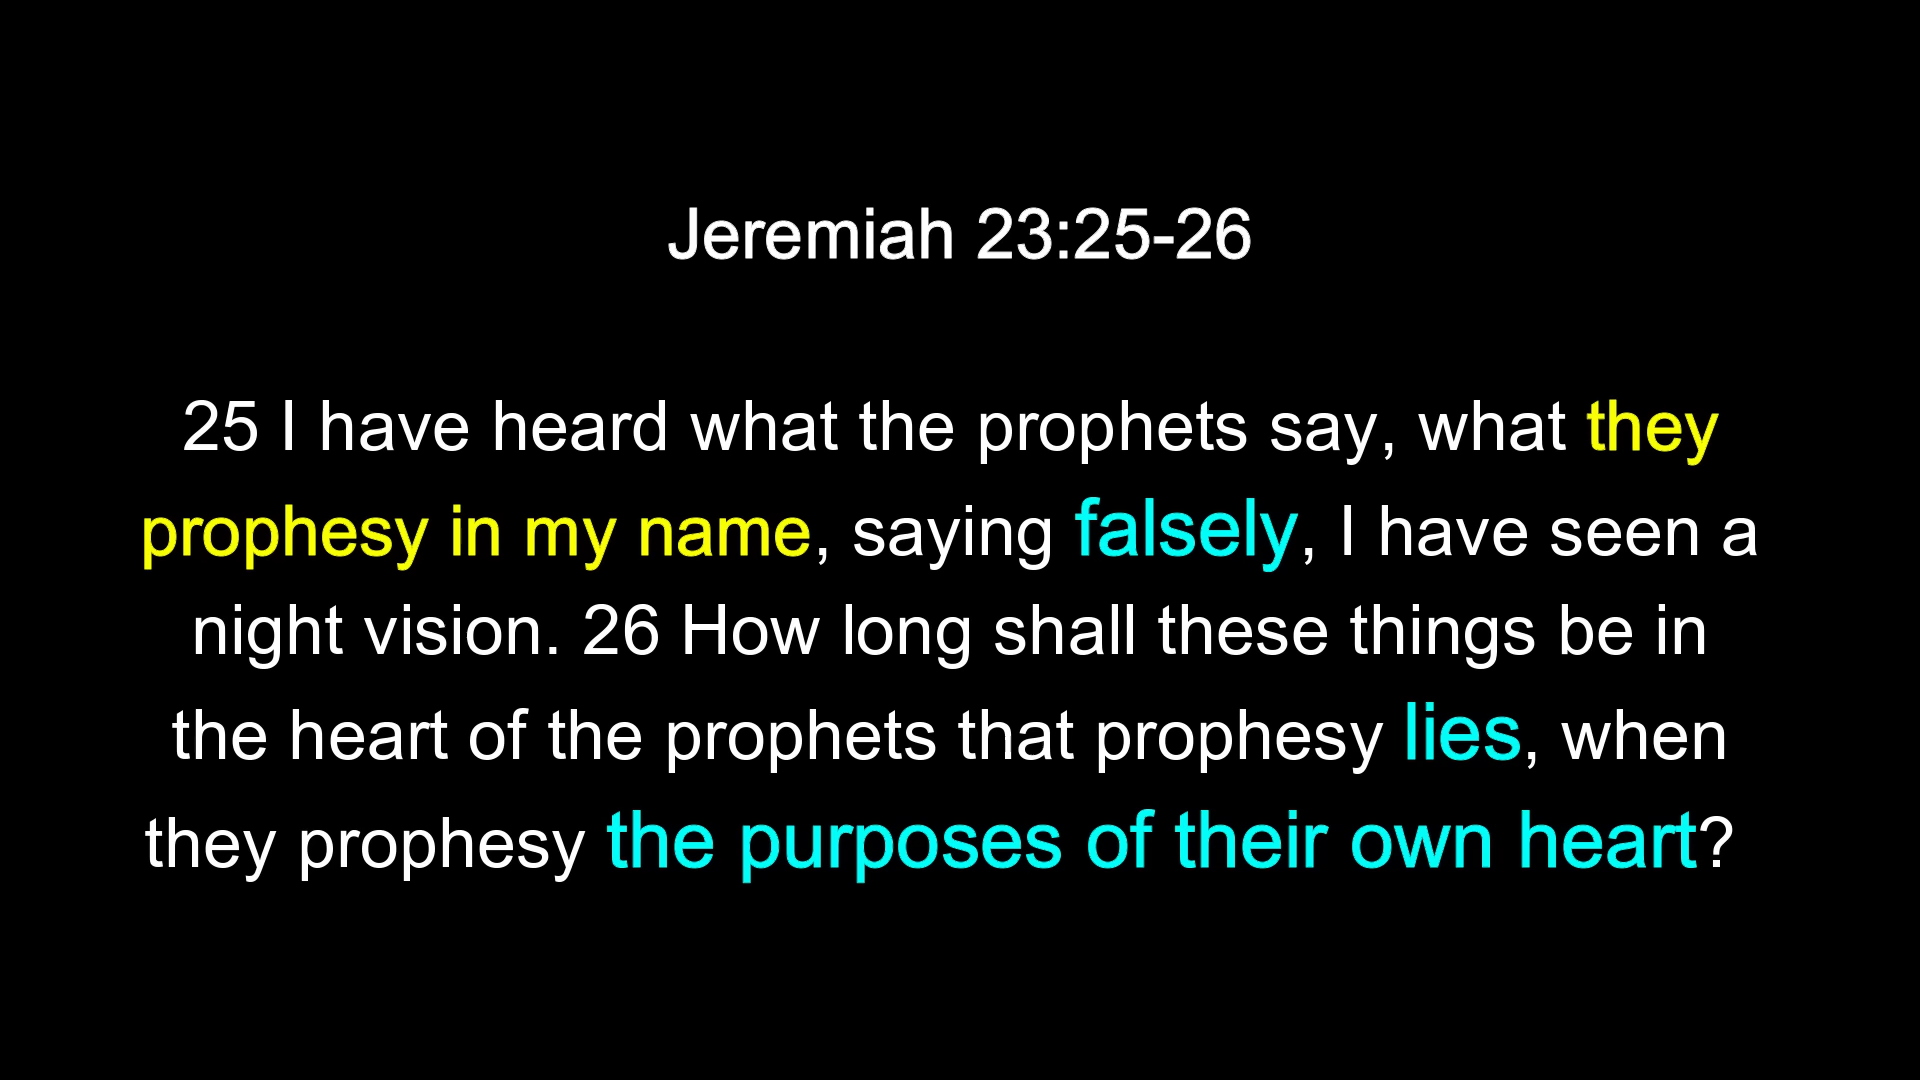 Jeremiah 23:25-26
25 I have heard what the prophets say, what they
prophesy in my name, saying falsely, I have seen a
night vision. 26 How long shall these things be in
the heart of the prophets that prophesy lies, when
they prophesy the purposes of their own heart?